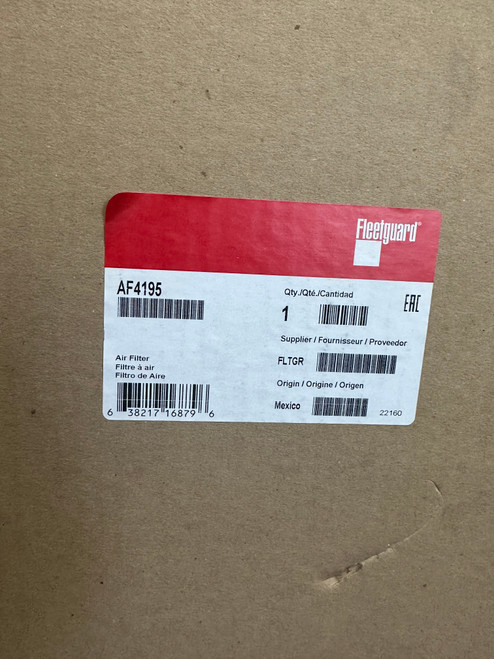 Fleetguard®
AF4195
Qty./Qté./Cantidad
1
EAC
Supplier / Fournisseur / Proveedor
FLTGR
Air Filter
Filtre à air
Filtro de Aire
Origin / Origine / Origen
Mexico
22160
6 38217 16879 6